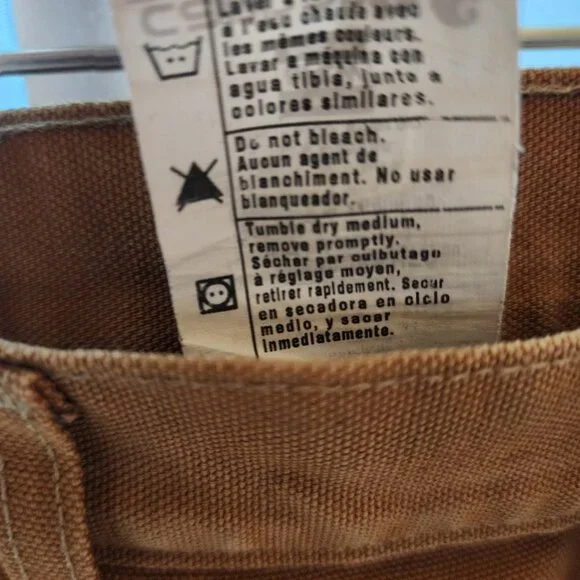 à l'eau chaude avec
les mêmes couleurs.
Lavar a maquina con
agua tibia, junto a
colores similares.
Do not bleach.
Aucun agent de
blanchiment. No usar
blanqueador.
Tumble dry medium,
remove promptly.
Sécher par culbutage
à réglage moyen,
retirer rapidement. Secar
en secadora en ciclo
medio, y sacar
inmediatamente.